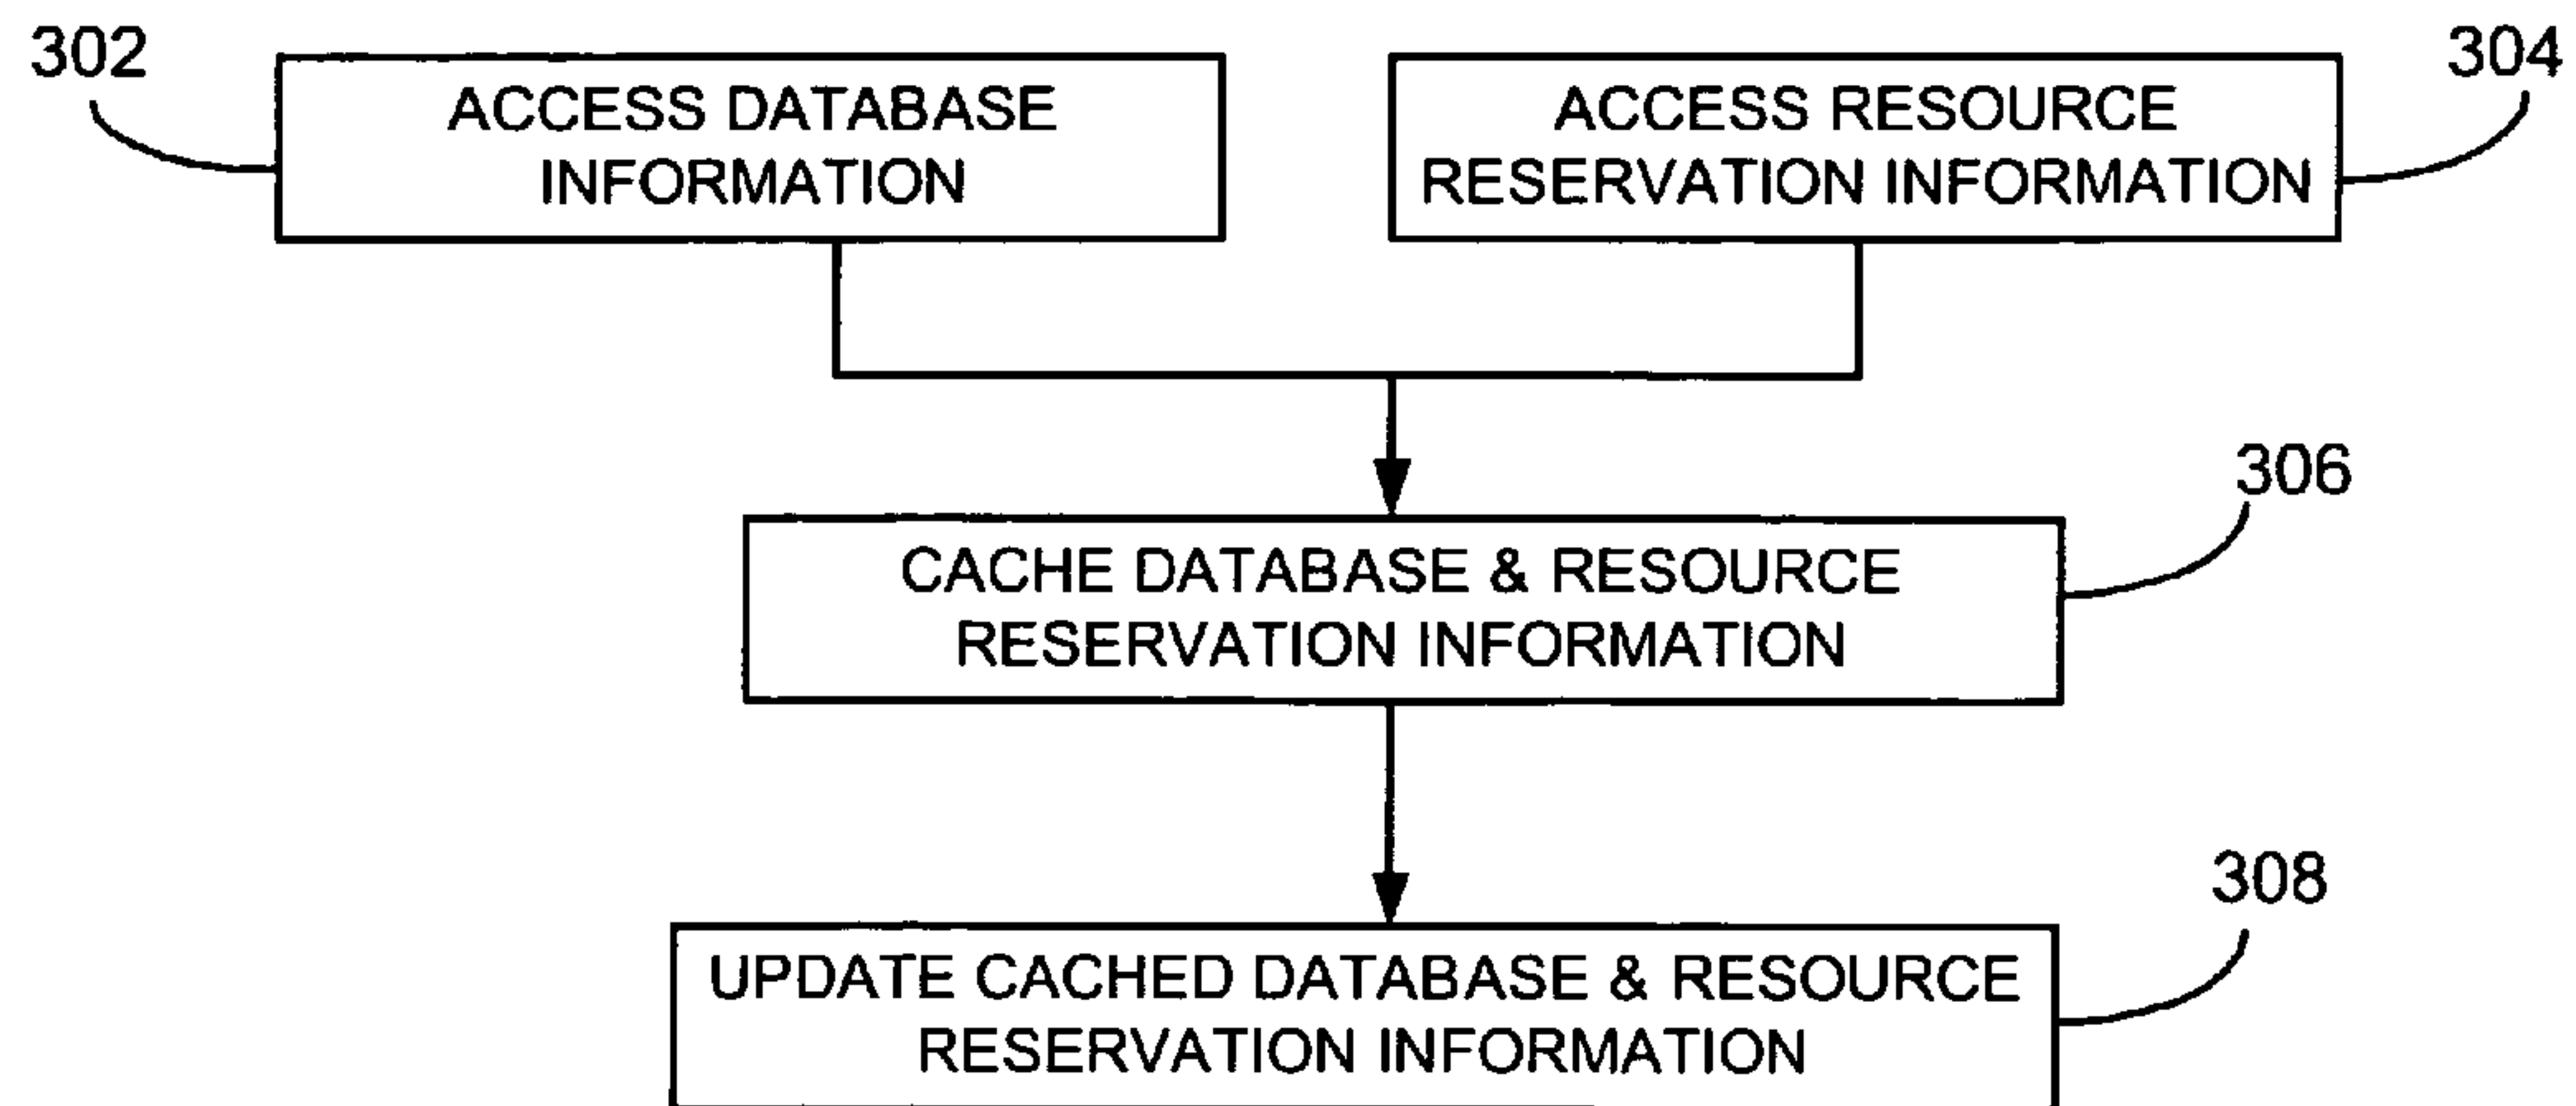 302
ACCESS DATABASE
INFORMATION
ACCESS RESOURCE
RESERVATION INFORMATION
304
CACHE DATABASE & RESOURCE
RESERVATION INFORMATION
306
UPDATE CACHED DATABASE & RESOURCE
RESERVATION INFORMATION
308